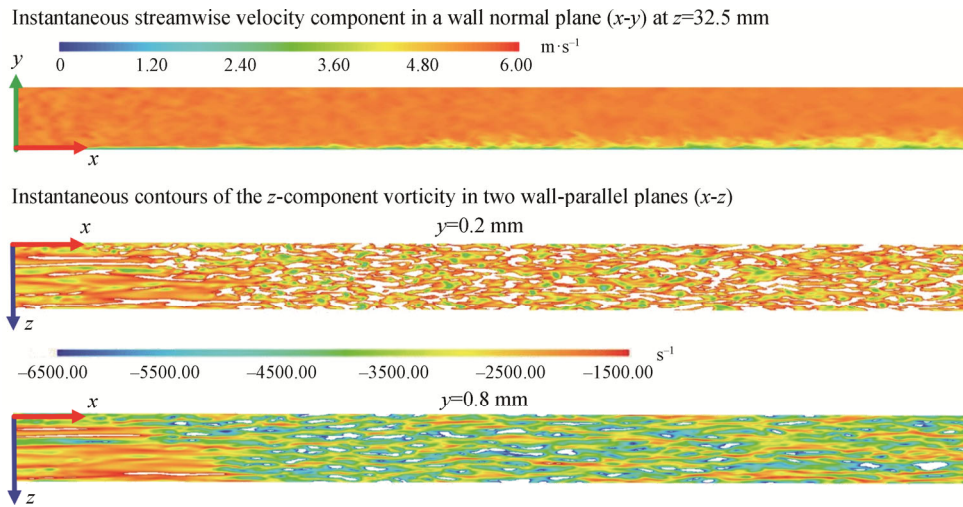 Instantaneous streamwise velocity component in a wall normal plane (x-y) at z=32.5 mm
y
0 1.20 2.40 3.60 4.80 6.00 m·s⁻¹
x
Instantaneous contours of the z-component vorticity in two wall-parallel planes (x-z)
x y=0.2 mm
z
−6500.00 −5500.00 −4500.00 −3500.00 −2500.00 −1500.00 s⁻¹
x y=0.8 mm
z